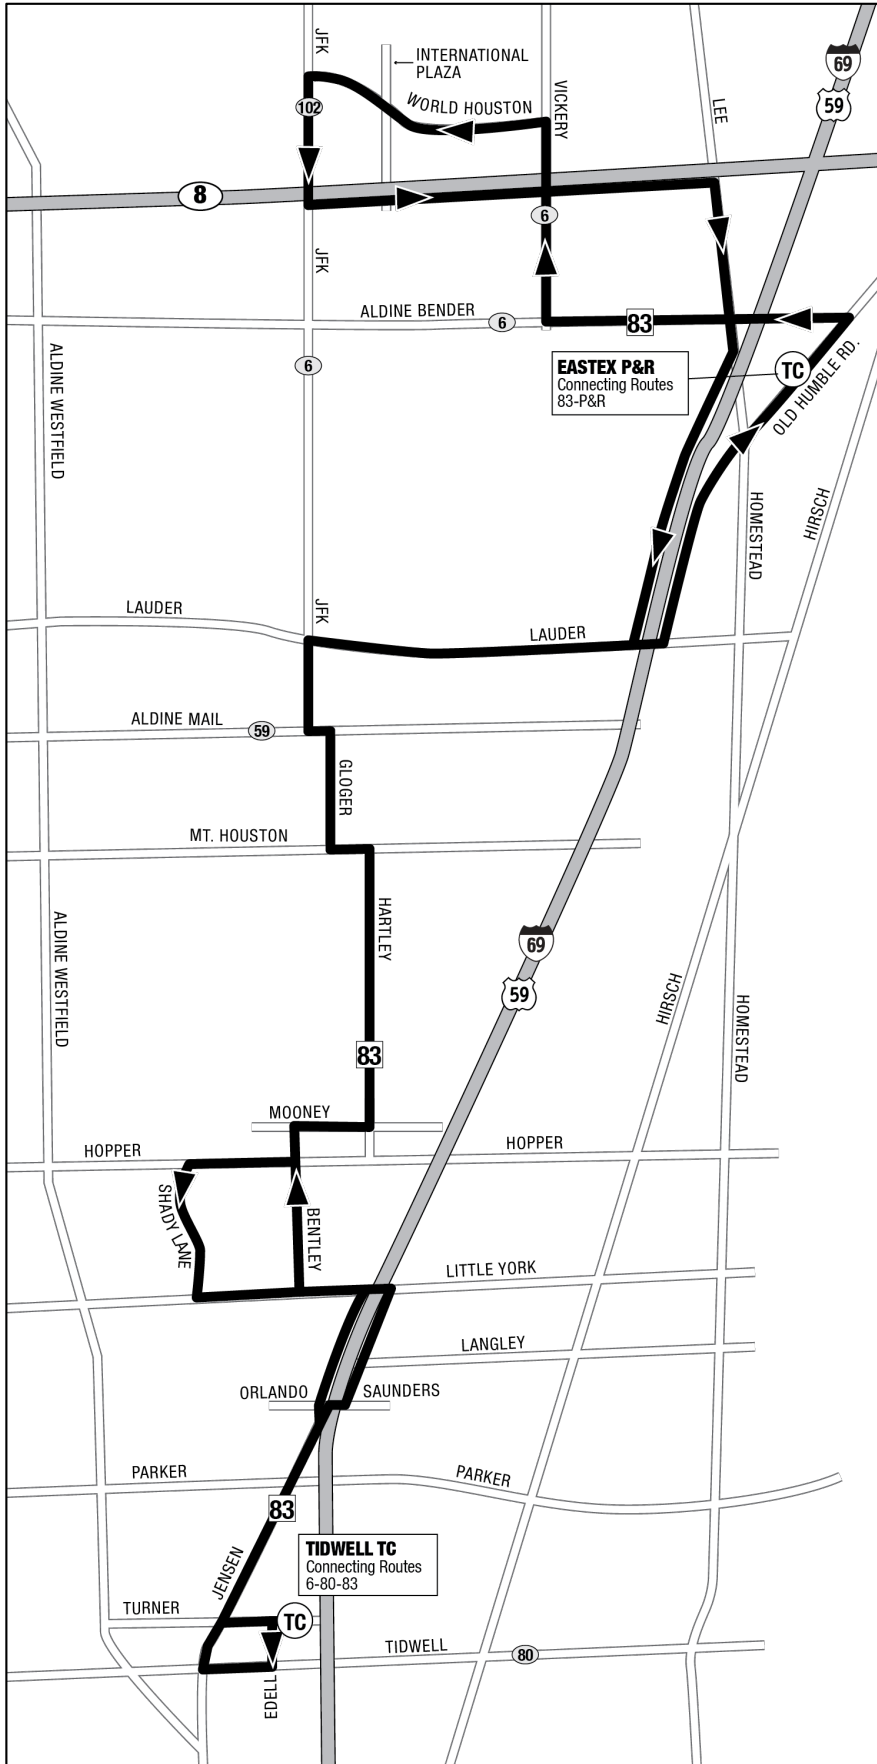 JFK
INTERNATIONAL
PLAZA
69
59
102
WORLD HOUSTON
VICKERY
LEE
8
6
JFK
ALDINE BENDER
6
83
6
ALDINE WESTFIELD
EASTEX P&R
Connecting Routes
83-P&R
TC
OLD HUMBLE RD.
HIRSCH
HOMESTEAD
LAUDER
JFK
LAUDER
ALDINE MAIL
59
GLOGER
MT. HOUSTON
HARTLEY
ALDINE WESTFIELD
69
59
HIRSCH
HOMESTEAD
83
MOONEY
HOPPER
HOPPER
SHADY LANE
BENTLEY
LITTLE YORK
LANGLEY
ORLANDO
SAUNDERS
PARKER
PARKER
83
TIDWELL TC
Connecting Routes
6-80-83
JENSEN
TURNER
TC
TIDWELL
80
EDELL